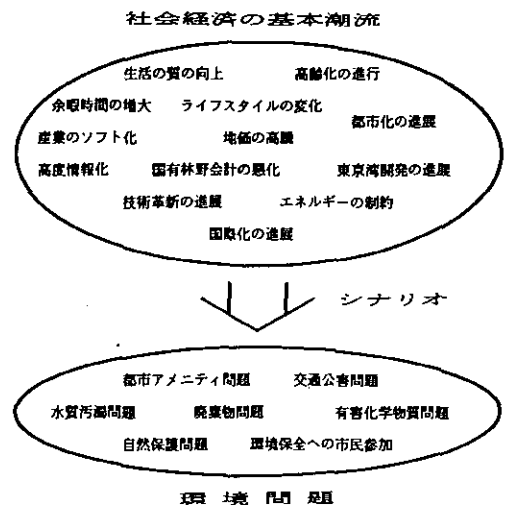 社会経済の基本潮流
生活の質の向上 高齢化の進行
余暇時間の増大 ライフスタイルの変化
都市化の進展
産業のソフト化 地価の高騰
高度情報化 国有林野会計の悪化 東京湾開発の進展
技術革新の進展 エネルギーの制約
国際化の進展
シナリオ
都市アメニティ問題 交通公害問題
水質汚濁問題 廃棄物問題 有害化学物質問題
自然保護問題 環境保全への市民参加
環境問題